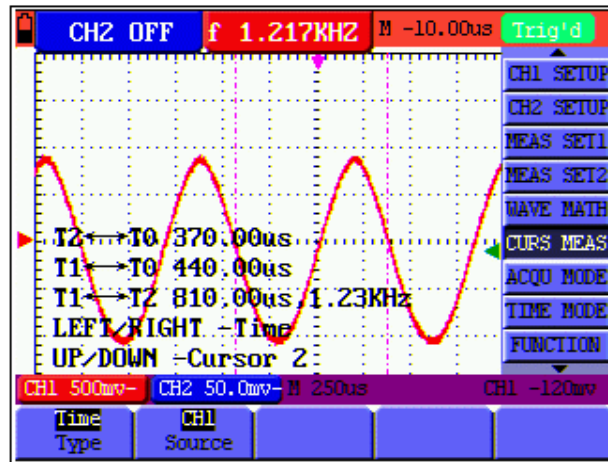 CH2 OFF
f 1.217KHZ
M -10.00us
Trig'd
CH1 SETUP
CH2 SETUP
MEAS SET1
MEAS SET2
WAVE MATH
CURS MEAS
ACQU MODE
TIME MODE
FUNCTION
T2←→T0 370.00us
T1←→T0 440.00us
T1←→T2 810.00us,1.23KHz
LEFT/RIGHT -Time
UP/DOWN -Cursor 2
CH1 500mv-
CH2 50.0mv-
M 250us
CH1 -120mv
Time
Type
CH1
Source